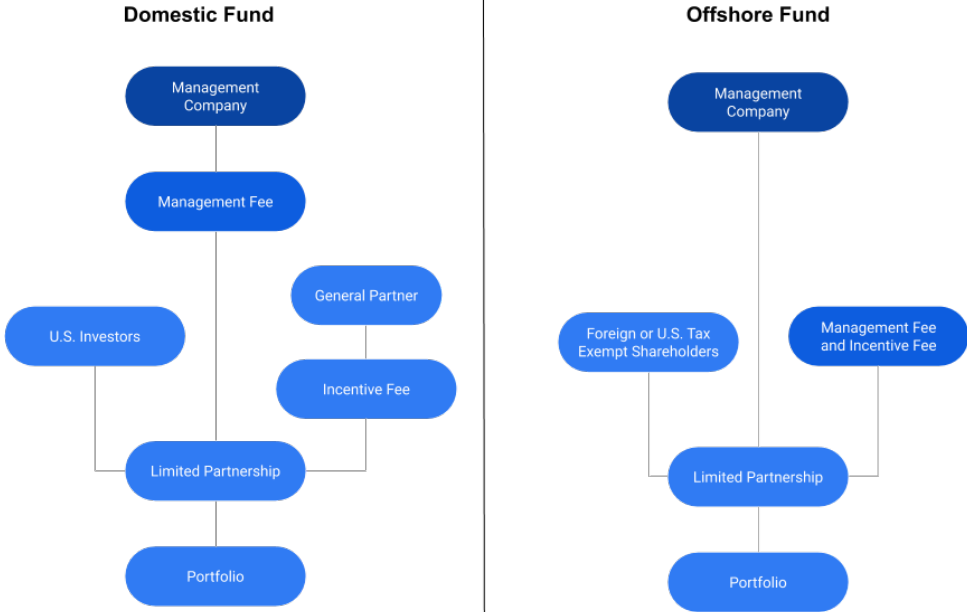 Domestic Fund
Management
Company
Management Fee
General Partner
U.S. Investors
Incentive Fee
Limited Partnership
Portfolio
Offshore Fund
Management
Company
Foreign or U.S. Tax
Exempt Shareholders
Management Fee
and Incentive Fee
Limited Partnership
Portfolio